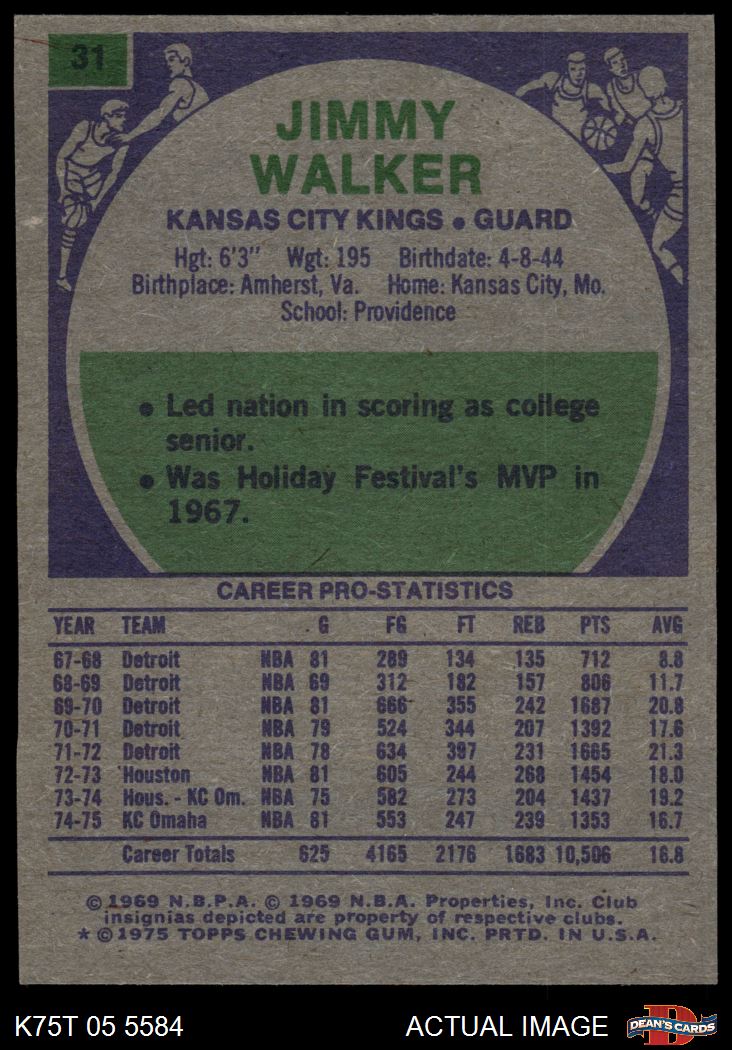 31
JIMMY
WALKER
KANSAS CITY KINGS • GUARD
Hgt: 6'3" Wgt: 195 Birthdate: 4-8-44
Birthplace: Amherst, Va. Home: Kansas City, Mo.
School: Providence
• Led nation in scoring as college
senior.
• Was Holiday Festival's MVP in
1967.
CAREER PRO-STATISTICS
YEAR TEAM G FG FT REB PTS AVG
67-68 Detroit NBA 81 289 134 135 712 8.8
68-69 Detroit NBA 69 312 182 157 806 11.7
69-70 Detroit NBA 81 666 355 242 1687 20.8
70-71 Detroit NBA 79 524 344 207 1392 17.6
71-72 Detroit NBA 78 634 397 231 1665 21.3
72-73 Houston NBA 81 605 244 268 1454 18.0
73-74 Hous. - KC Om. NBA 75 582 273 204 1437 19.2
74-75 KC Omaha NBA 81 553 247 239 1353 16.7
Career Totals 625 4165 2176 1683 10,506 16.8
© 1969 N.B.P.A. © 1969 N.B.A. Properties, Inc. Club
insignias depicted are property of respective clubs.
* © 1975 TOPPS CHEWING GUM, INC. PRTD. IN U.S.A.
K75T 05 5584 ACTUAL IMAGE D DEAN'S CARDS